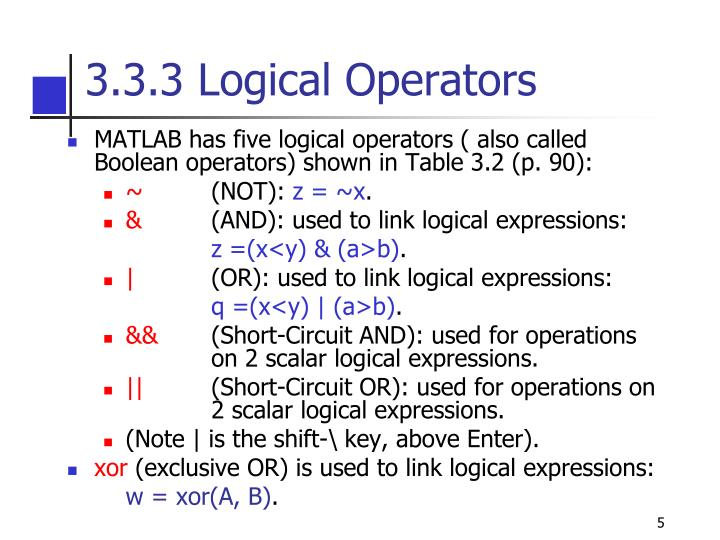 3.3.3 Logical Operators
MATLAB has five logical operators ( also called
Boolean operators) shown in Table 3.2 (p. 90):
~ (NOT): z = ~x.
& (AND): used to link logical expressions:
z =(x<y) & (a>b).
| (OR): used to link logical expressions:
q =(x<y) | (a>b).
&& (Short-Circuit AND): used for operations
on 2 scalar logical expressions.
|| (Short-Circuit OR): used for operations on
2 scalar logical expressions.
(Note | is the shift-\ key, above Enter).
xor (exclusive OR) is used to link logical expressions:
w = xor(A, B).
5